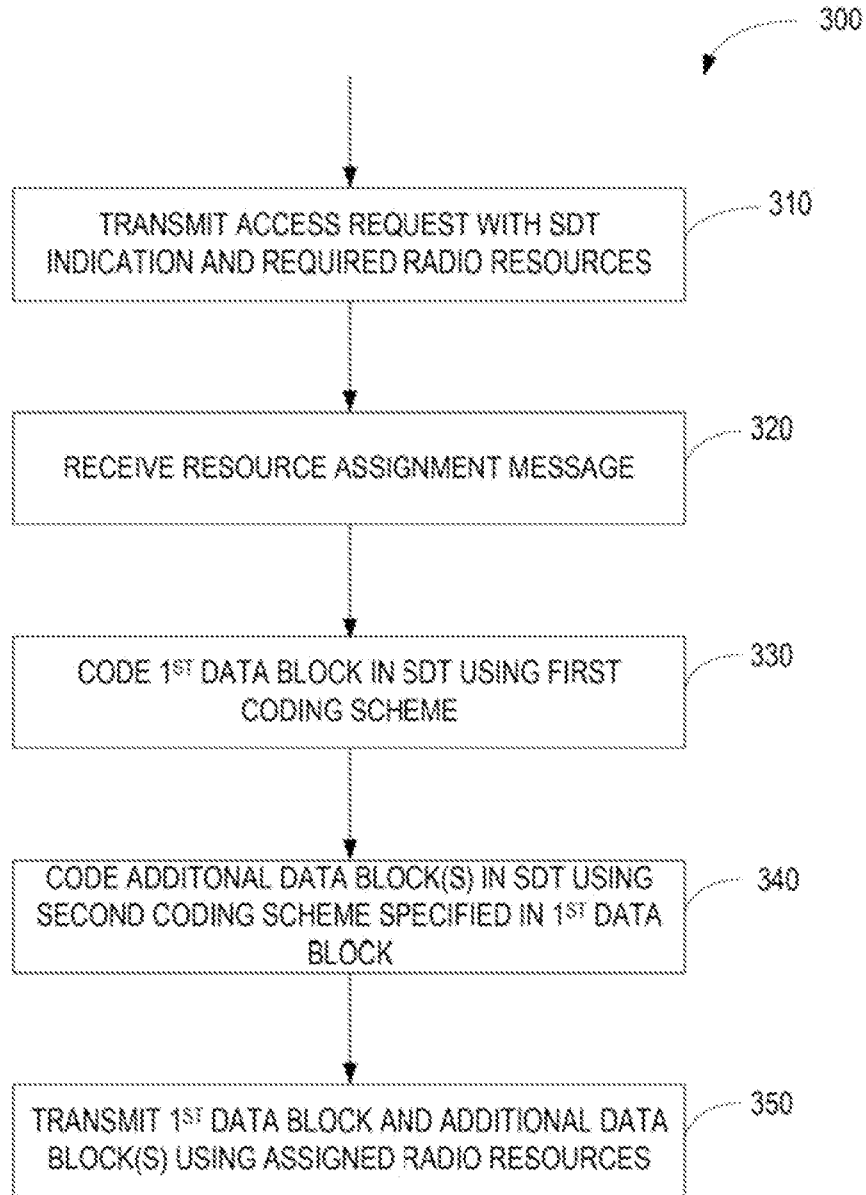 300
TRANSMIT ACCESS REQUEST WITH SDT
INDICATION AND REQUIRED RADIO RESOURCES
310
RECEIVE RESOURCE ASSIGNMENT MESSAGE
320
CODE 1ST DATA BLOCK IN SDT USING FIRST
CODING SCHEME
330
CODE ADDITONAL DATA BLOCK(S) IN SDT USING
SECOND CODING SCHEME SPECIFIED IN 1ST DATA
BLOCK
340
TRANSMIT 1ST DATA BLOCK AND ADDITIONAL DATA
BLOCK(S) USING ASSIGNED RADIO RESOURCES
350